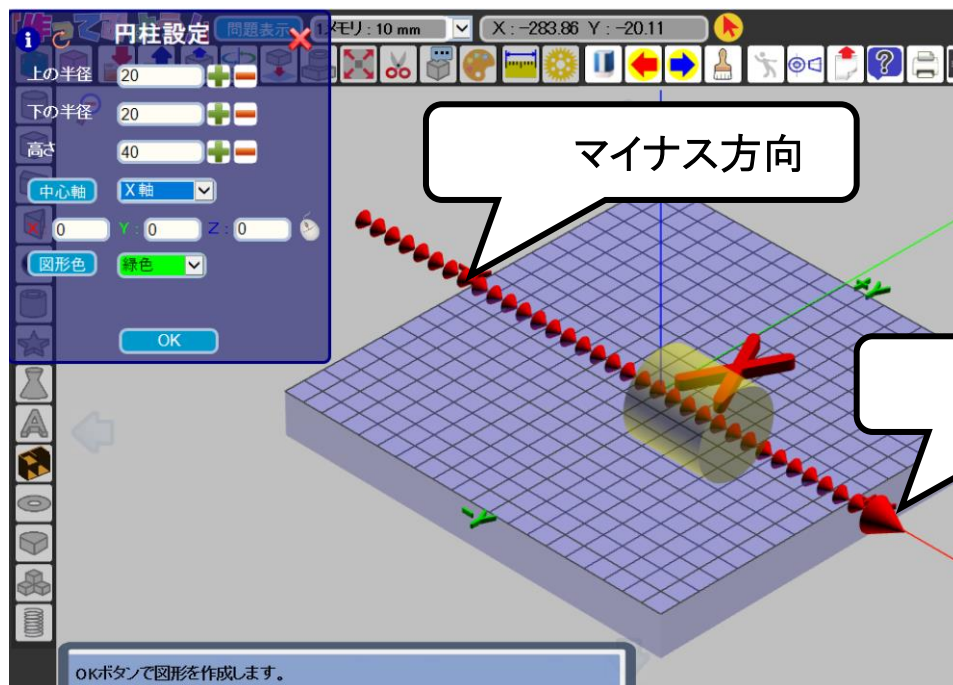 円柱設定
問題表示
1メモリ : 10 mm
X : -283.86 Y : -20.11
上の半径 20
下の半径 20
高さ 40
中心軸 X 軸
X 0 Y : 0 Z : 0
図形色 緑色
OK
マイナス方向
X
+Y
-Y
OKボタンで図形を作成します。